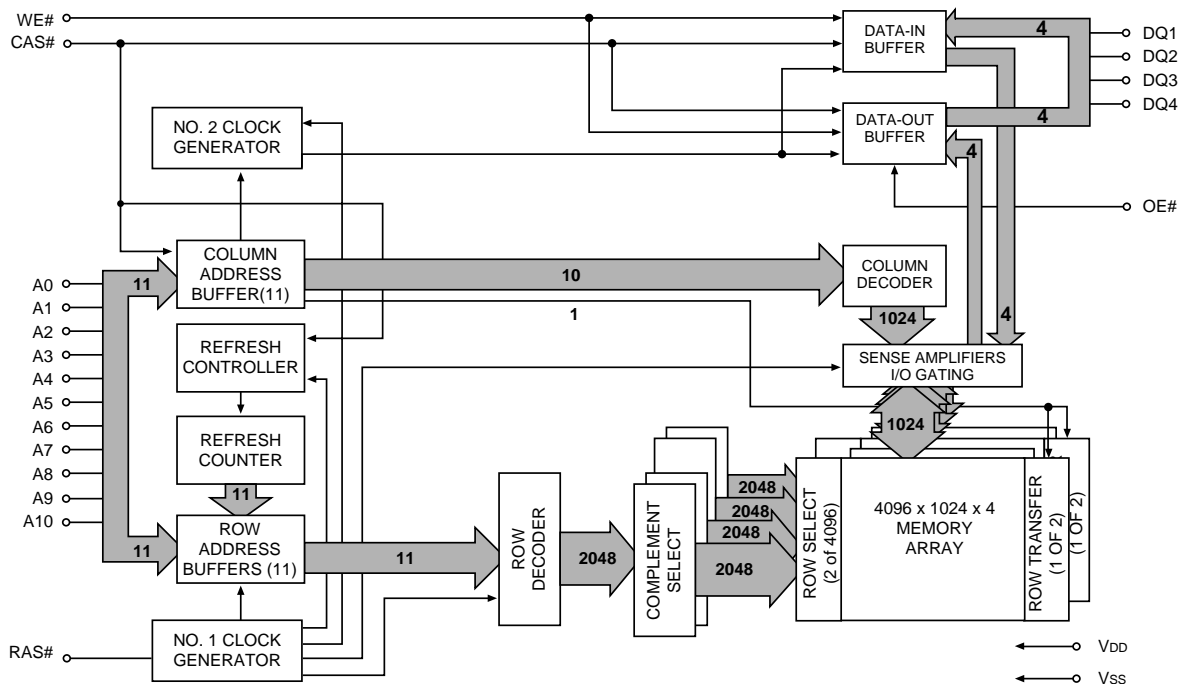 WE#
CAS#
DATA-IN
BUFFER
4
DQ1
DQ2
DQ3
DQ4
NO. 2 CLOCK
GENERATOR
DATA-OUT
BUFFER
4
4
OE#
COLUMN
ADDRESS
BUFFER(11)
10
1
COLUMN
DECODER
1024
4
A0
A1
A2
A3
A4
A5
A6
A7
A8
A9
A10
11
11
REFRESH
CONTROLLER
REFRESH
COUNTER
11
SENSE AMPLIFIERS
I/O GATING
1024
ROW
ADDRESS
BUFFERS (11)
11
ROW
DECODER
2048
COMPLEMENT
SELECT
2048
2048
2048
2048
ROW SELECT
(2 of 4096)
4096 x 1024 x 4
MEMORY
ARRAY
ROW TRANSFER
(1 OF 2)
(1 OF 2)
RAS#
NO. 1 CLOCK
GENERATOR
VDD
VSS